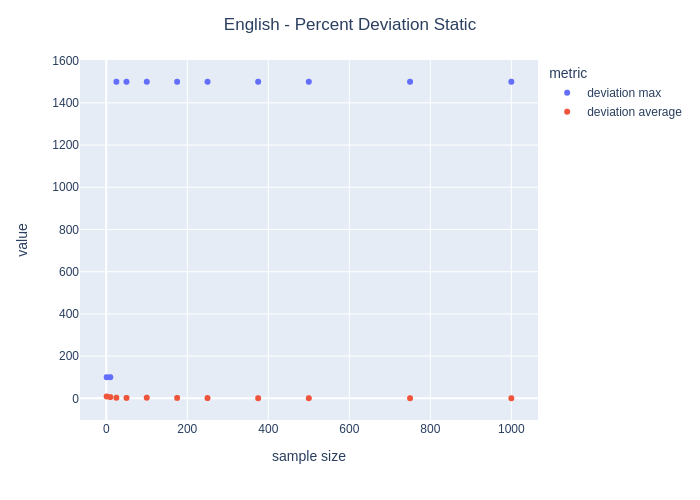 English - Percent Deviation Static
1600
1400
1200
1000
800
600
400
200
0
value
0 200 400 600 800 1000
sample size
metric
deviation max
deviation average